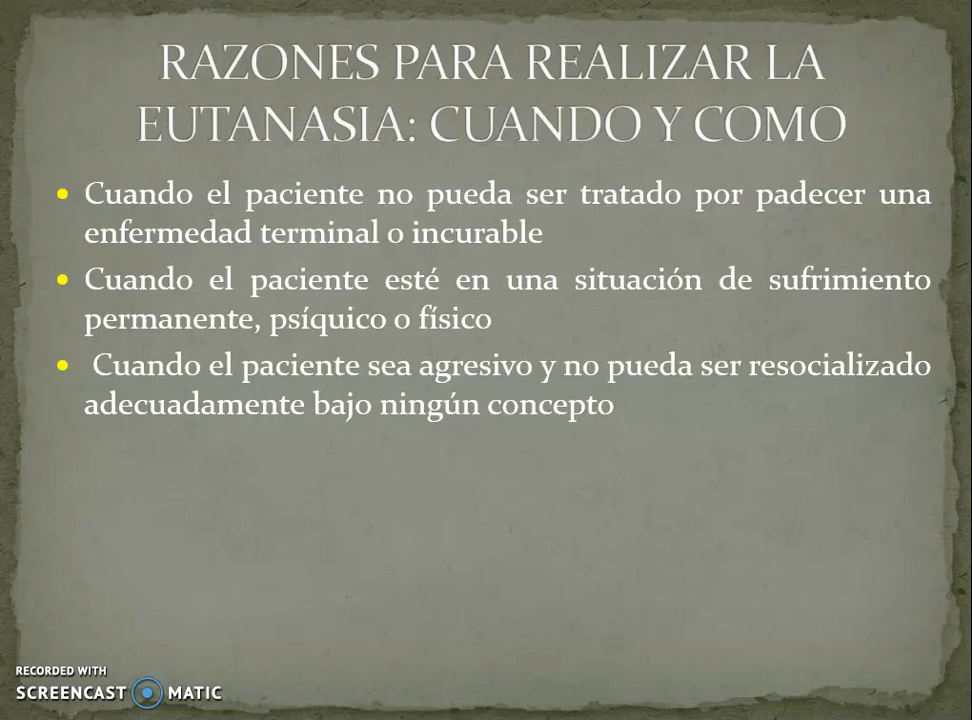 RAZONES PARA REALIZAR LA
EUTANASIA: CUANDO Y COMO
• Cuando el paciente no pueda ser tratado por padecer una
enfermedad terminal o incurable
• Cuando el paciente esté en una situación de sufrimiento
permanente, psíquico o físico
• Cuando el paciente sea agresivo y no pueda ser resocializado
adecuadamente bajo ningún concepto
RECORDED WITH
SCREENCAST MATIC